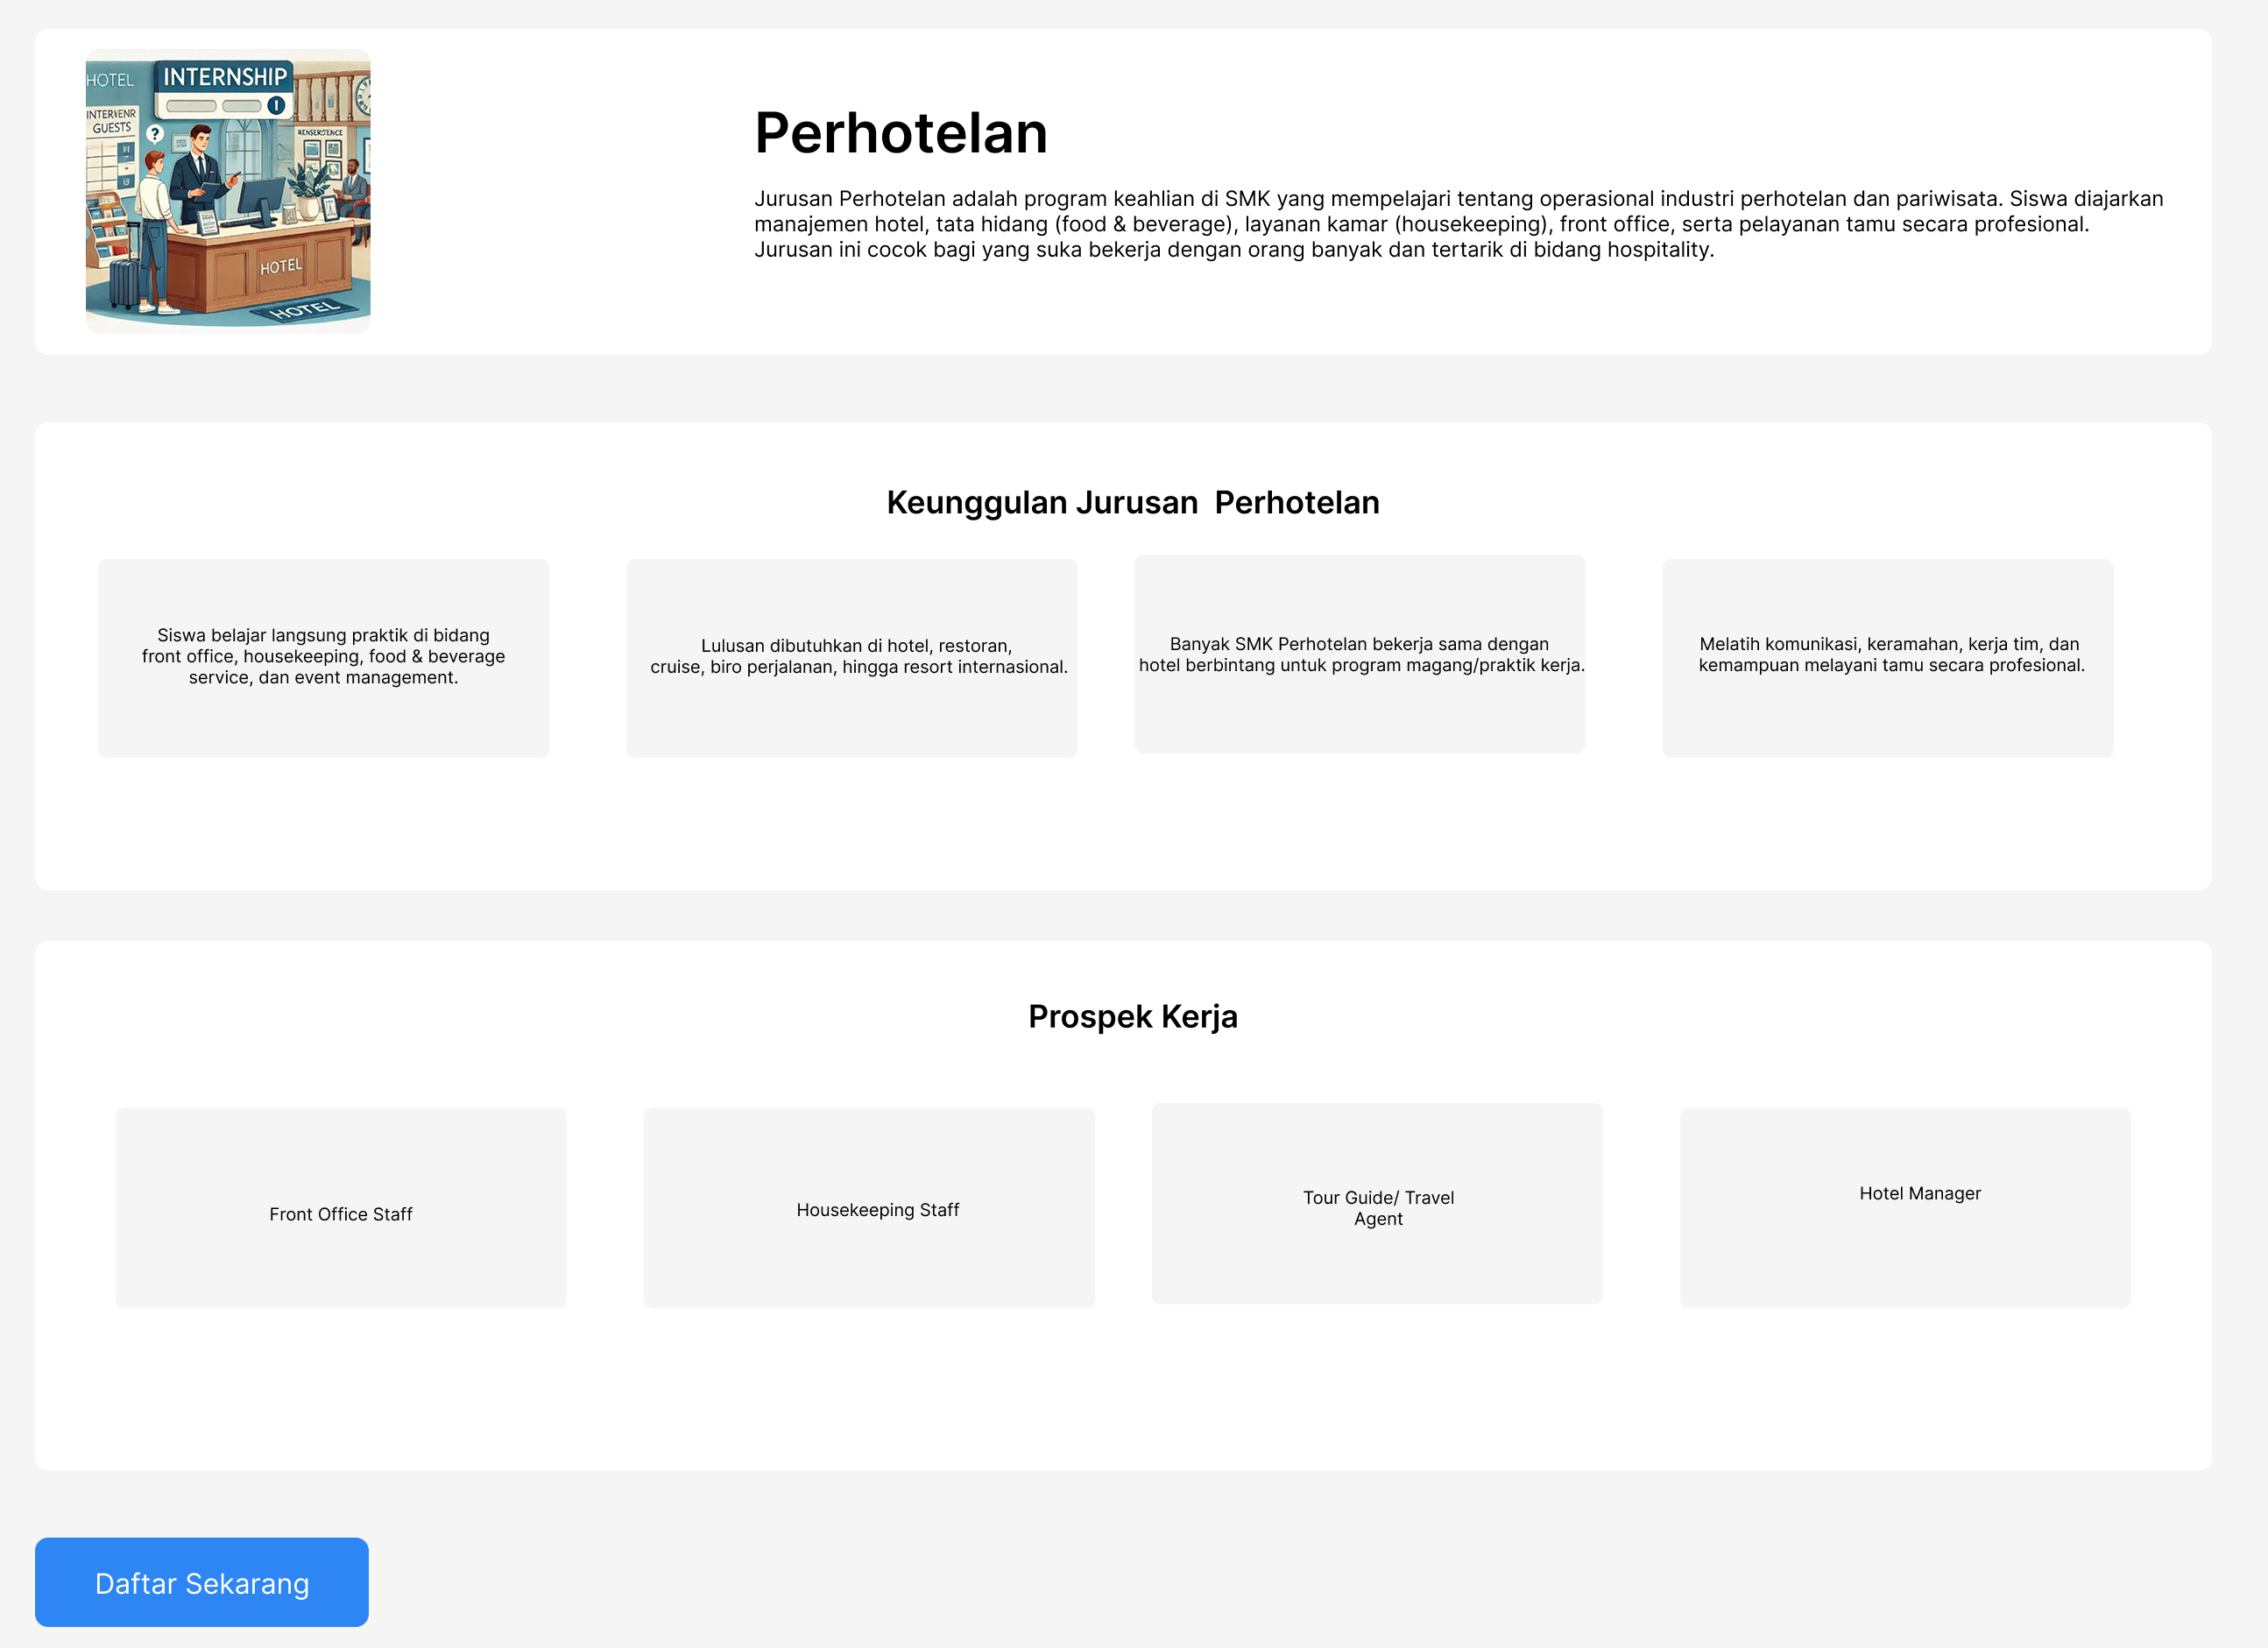 HOTEL
INTERNSHIP
INTERVENR
GUESTS
?
RENSERSTENCE
HOTEL
HOTEL
Perhotelan
Jurusan Perhotelan adalah program keahlian di SMK yang mempelajari tentang operasional industri perhotelan dan pariwisata. Siswa diajarkan
manajemen hotel, tata hidang (food & beverage), layanan kamar (housekeeping), front office, serta pelayanan tamu secara profesional.
Jurusan ini cocok bagi yang suka bekerja dengan orang banyak dan tertarik di bidang hospitality.
Keunggulan Jurusan  Perhotelan
Siswa belajar langsung praktik di bidang
front office, housekeeping, food & beverage
service, dan event management.
Lulusan dibutuhkan di hotel, restoran,
cruise, biro perjalanan, hingga resort internasional.
Banyak SMK Perhotelan bekerja sama dengan
hotel berbintang untuk program magang/praktik kerja.
Melatih komunikasi, keramahan, kerja tim, dan
kemampuan melayani tamu secara profesional.
Prospek Kerja
Front Office Staff
Housekeeping Staff
Tour Guide/ Travel
Agent
Hotel Manager
Daftar Sekarang